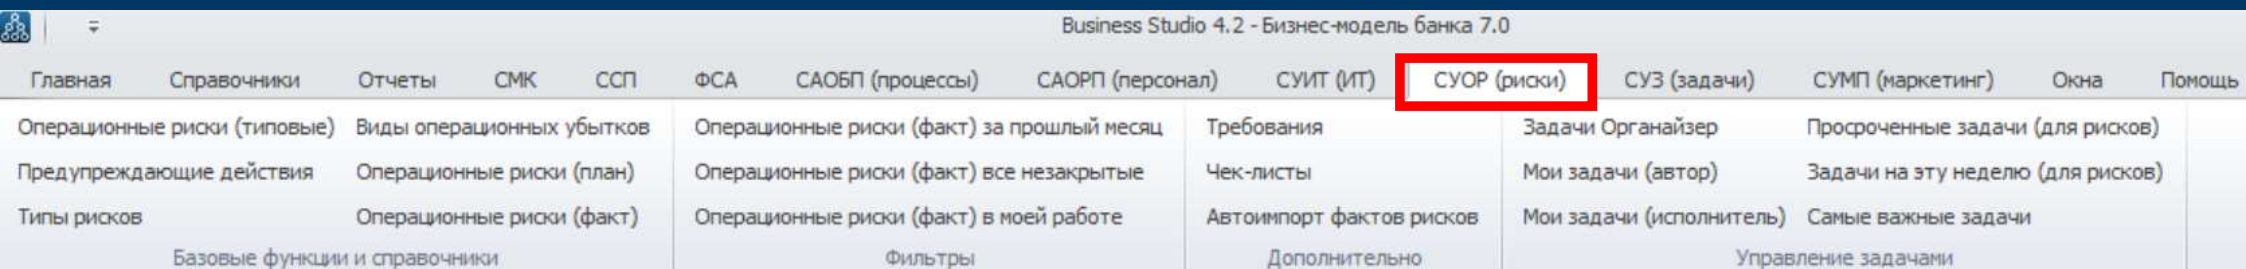 Business Studio 4.2 - Бизнес-модель банка 7.0
Главная Справочники Отчеты СМК ССП ФСА САОБП (процессы) САОРП (персонал) СУИТ (ИТ) СУОР (риски) СУЗ (задачи) СУМП (маркетинг) Окна Помощь
Операционные риски (типовые) Виды операционных убытков Операционные риски (факт) за прошлый месяц Требования Задачи Органайзер Просроченные задачи (для рисков)
Предупреждающие действия Операционные риски (план) Операционные риски (факт) все незакрытые Чек-листы Мои задачи (автор) Задачи на эту неделю (для рисков)
Типы рисков Операционные риски (факт) Операционные риски (факт) в моей работе Автоимпорт фактов рисков Мои задачи (исполнитель) Самые важные задачи
Базовые функции и справочники Фильтры Дополнительно Управление задачами